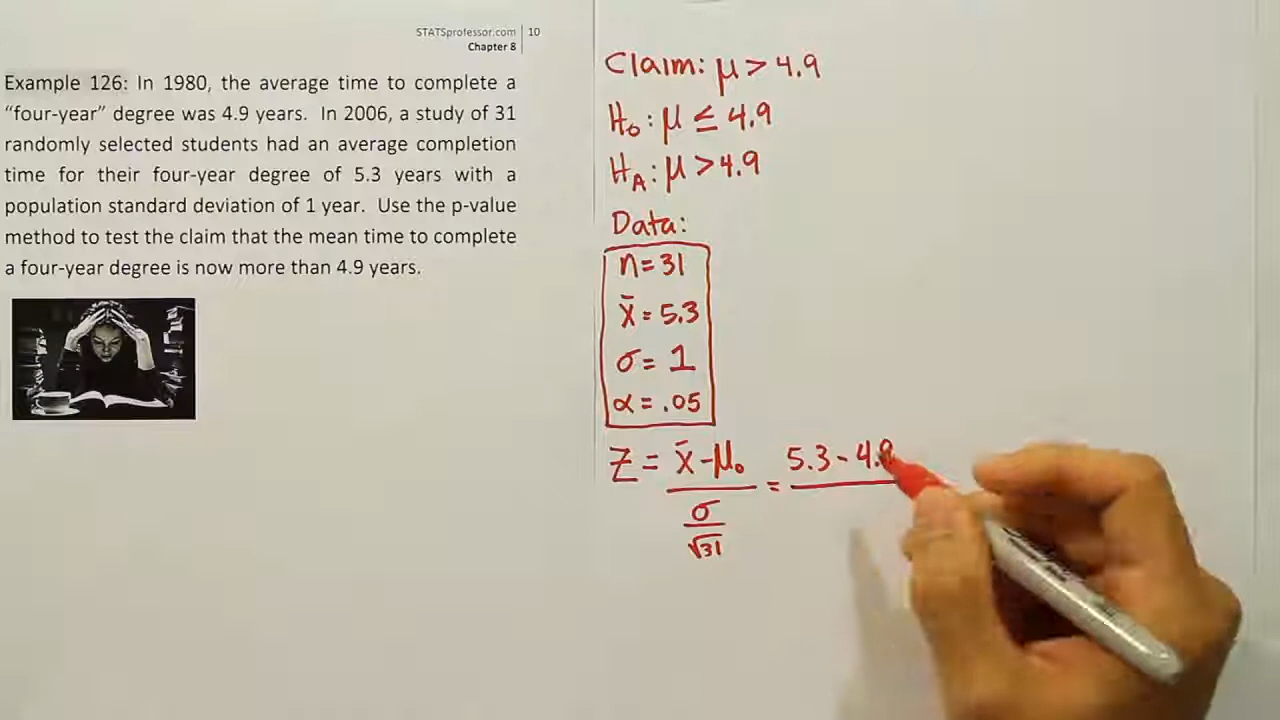 STATSprofessor.com 10
Chapter 8
Example 126: In 1980, the average time to complete a
“four-year” degree was 4.9 years. In 2006, a study of 31
randomly selected students had an average completion
time for their four-year degree of 5.3 years with a
population standard deviation of 1 year. Use the p-value
method to test the claim that the mean time to complete
a four-year degree is now more than 4.9 years.
Claim: μ > 4.9
H₀: μ ≤ 4.9
H_A: μ > 4.9
Data:
n = 31
x̄ = 5.3
σ = 1
α = .05
Z = x̄ - μ₀ = 5.3 - 4.9
σ
√31